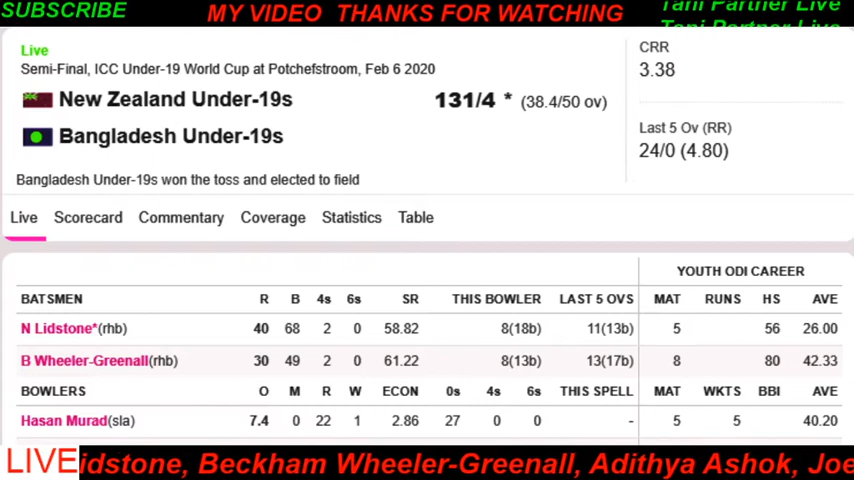 SUBSCRIBE
MY VIDEO THANKS FOR WATCHING
Tani Partner Live
Tani Partner Live
Live
Semi-Final, ICC Under-19 World Cup at Potchefstroom, Feb 6 2020
New Zealand Under-19s 131/4 * (38.4/50 ov)
Bangladesh Under-19s
Bangladesh Under-19s won the toss and elected to field
CRR
3.38
Last 5 Ov (RR)
24/0 (4.80)
Live Scorecard Commentary Coverage Statistics Table
YOUTH ODI CAREER
BATSMEN R B 4s 6s SR THIS BOWLER LAST 5 OVS MAT RUNS HS AVE
N Lidstone*(rhb) 40 68 2 0 58.82 8(18b) 11(13b) 5 56 26.00
B Wheeler-Greenall(rhb) 30 49 2 0 61.22 8(13b) 13(17b) 8 80 42.33
BOWLERS O M R W ECON 0s 4s 6s THIS SPELL MAT WKTS BBI AVE
Hasan Murad(sla) 7.4 0 22 1 2.86 27 0 0 - 5 5 40.20
LIVE idstone, Beckham Wheeler-Greenall, Adithya Ashok, Joe